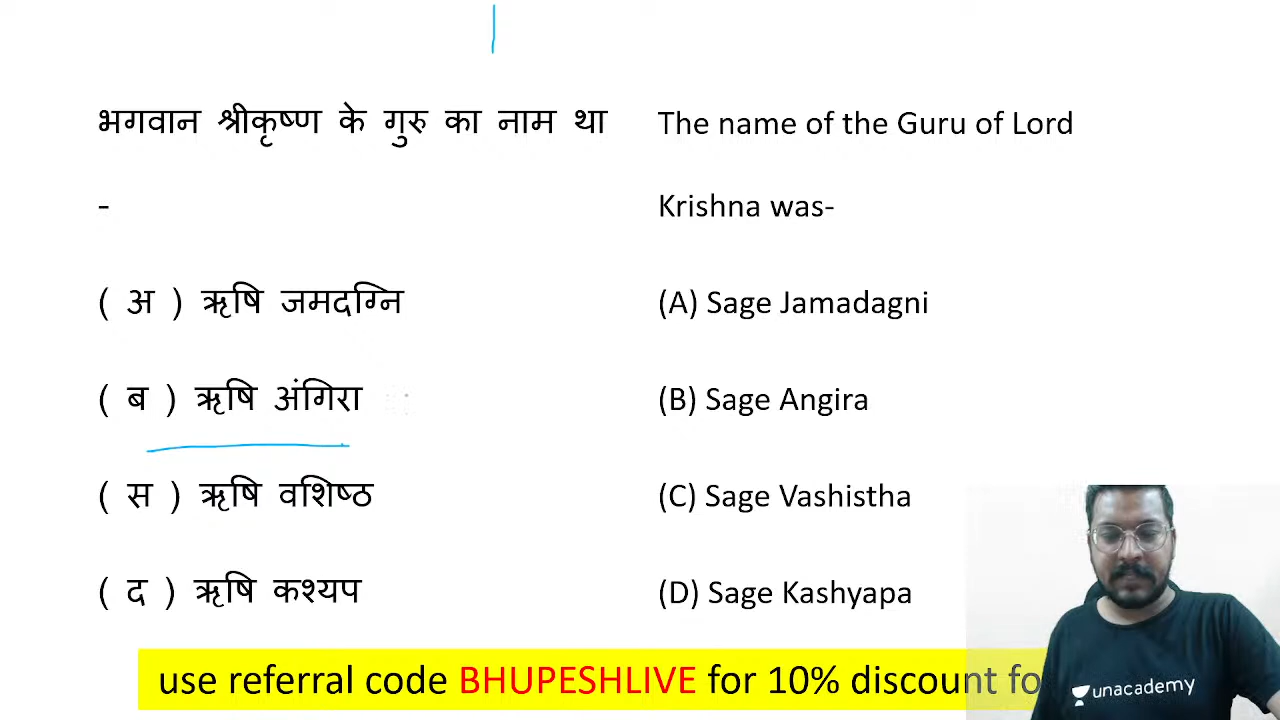 भगवान श्रीकृष्ण के गुरु का नाम था
-
( अ ) ऋषि जमदग्नि
( ब ) ऋषि अंगिरा
( स ) ऋषि वशिष्ठ
( द ) ऋषि कश्यप
The name of the Guru of Lord
Krishna was-
(A) Sage Jamadagni
(B) Sage Angira
(C) Sage Vashistha
(D) Sage Kashyapa
use referral code BHUPESHLIVE for 10% discount fo
unacademy